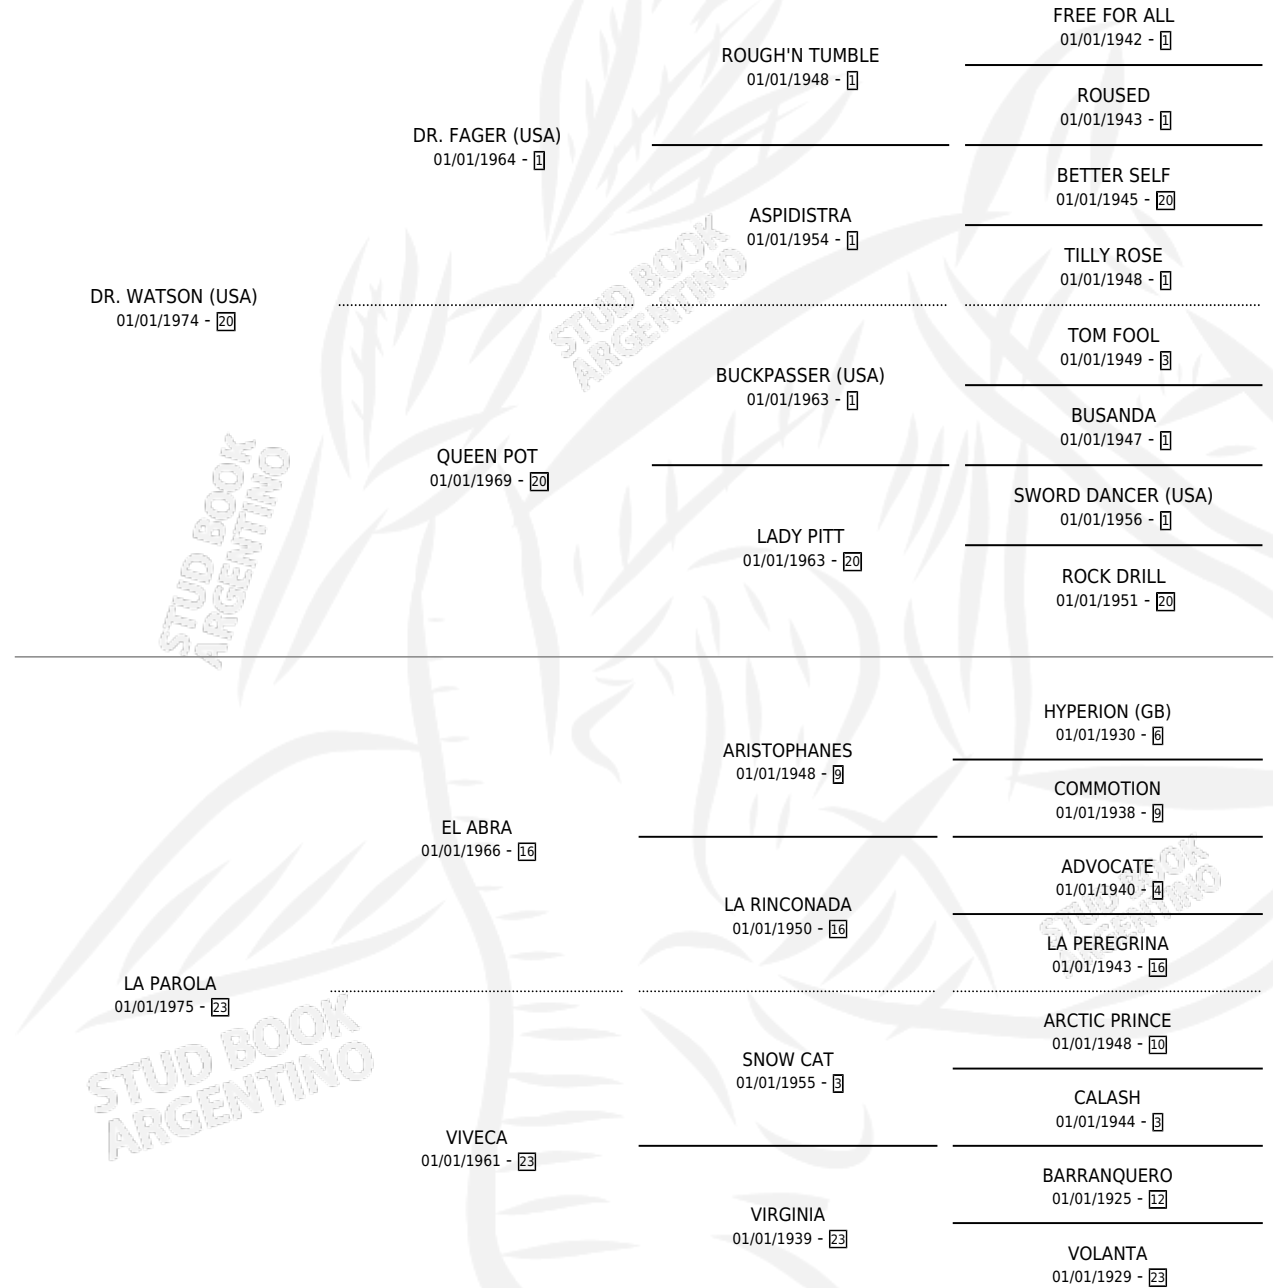 FREE FOR ALL
01/01/1942 - 1
ROUGH'N TUMBLE
01/01/1948 - 1
ROUSED
01/01/1943 - 1
DR. FAGER (USA)
01/01/1964 - 1
BETTER SELF
01/01/1945 - 20
ASPIDISTRA
01/01/1954 - 1
TILLY ROSE
01/01/1948 - 1
DR. WATSON (USA)
01/01/1974 - 20
TOM FOOL
01/01/1949 - 3
BUCKPASSER (USA)
01/01/1963 - 1
BUSANDA
01/01/1947 - 1
QUEEN POT
01/01/1969 - 20
SWORD DANCER (USA)
01/01/1956 - 1
LADY PITT
01/01/1963 - 20
ROCK DRILL
01/01/1951 - 20
HYPERION (GB)
01/01/1930 - 6
ARISTOPHANES
01/01/1948 - 9
COMMOTION
01/01/1938 - 9
EL ABRA
01/01/1966 - 16
ADVOCATE
01/01/1940 - 4
LA RINCONADA
01/01/1950 - 16
LA PEREGRINA
01/01/1943 - 16
LA PAROLA
01/01/1975 - 23
ARCTIC PRINCE
01/01/1948 - 10
SNOW CAT
01/01/1955 - 3
CALASH
01/01/1944 - 3
VIVECA
01/01/1961 - 23
BARRANQUERO
01/01/1925 - 12
VIRGINIA
01/01/1939 - 23
VOLANTA
01/01/1929 - 23
STUD BOOK
ARGENTINO
STUD BOOK
ARGENTINO
STUD BOOK
ARGENTINO
STUD BOOK
ARGENTINO